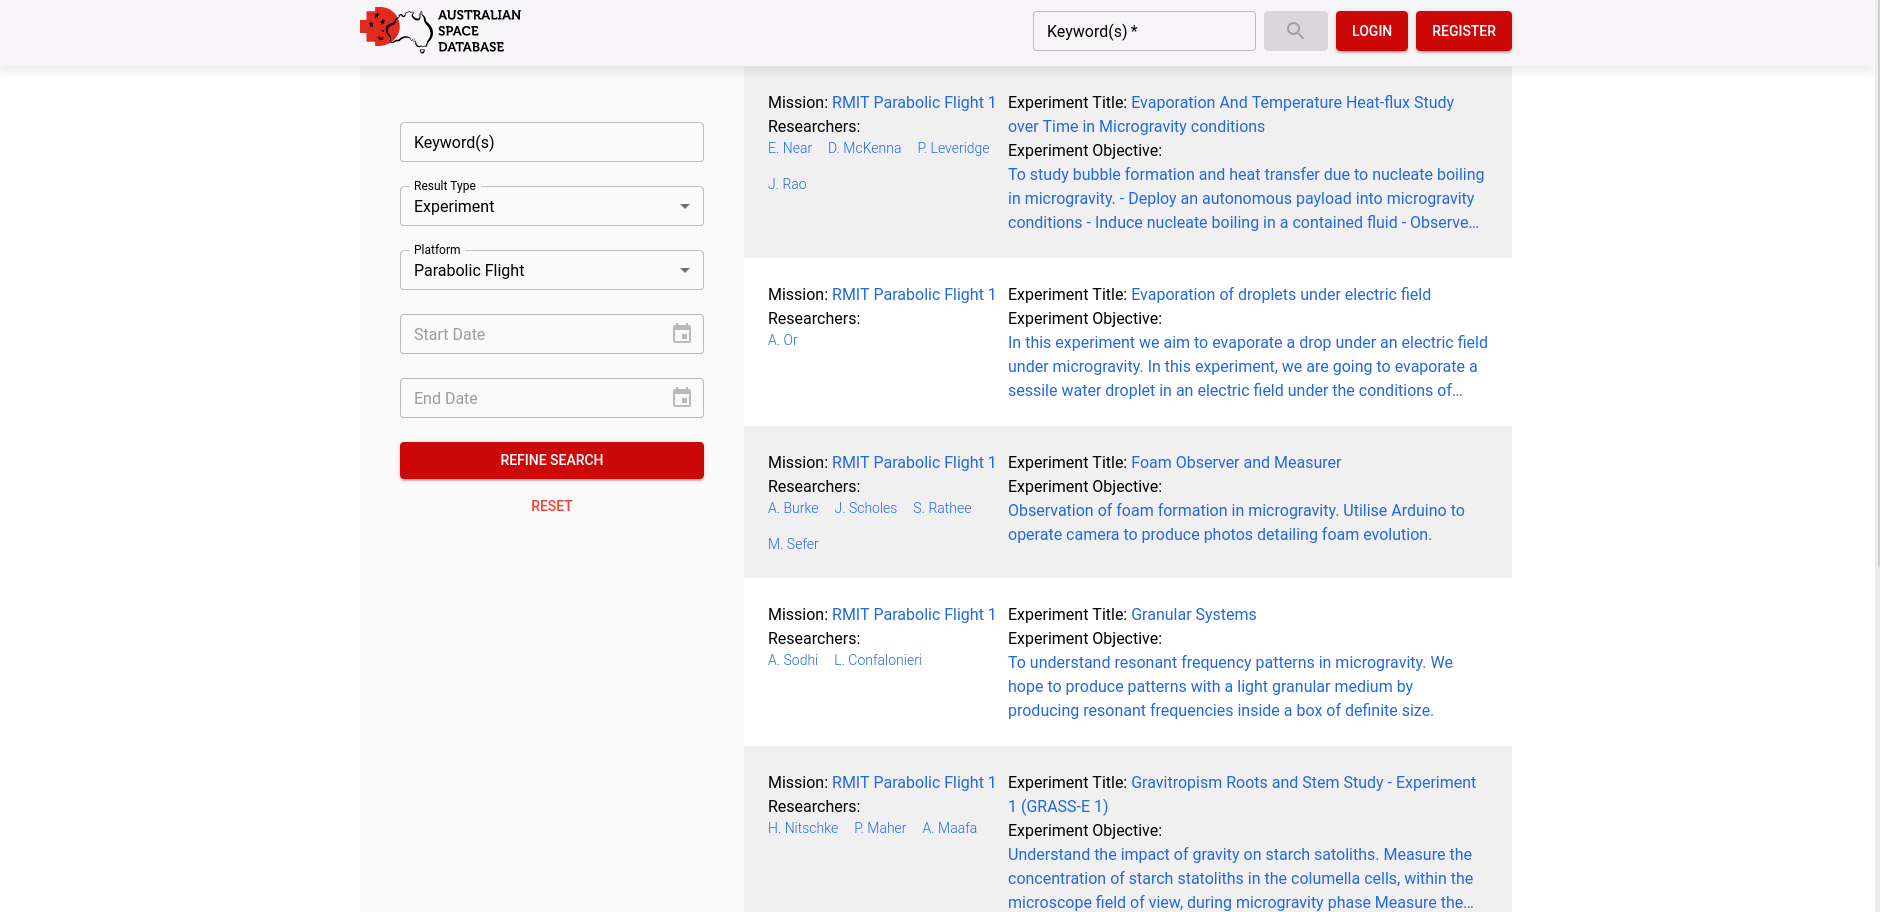 AUSTRALIAN
SPACE
DATABASE
Keyword(s) *
LOGIN
REGISTER
Keyword(s)
Result Type
Experiment
Platform
Parabolic Flight
Start Date
End Date
REFINE SEARCH
RESET
Mission: RMIT Parabolic Flight 1
Researchers:
E. Near D. McKenna P. Leveridge
J. Rao
Experiment Title: Evaporation And Temperature Heat-flux Study
over Time in Microgravity conditions
Experiment Objective:
To study bubble formation and heat transfer due to nucleate boiling
in microgravity. - Deploy an autonomous payload into microgravity
conditions - Induce nucleate boiling in a contained fluid - Observe…
Mission: RMIT Parabolic Flight 1
Researchers:
A. Or
Experiment Title: Evaporation of droplets under electric field
Experiment Objective:
In this experiment we aim to evaporate a drop under an electric field
under microgravity. In this experiment, we are going to evaporate a
sessile water droplet in an electric field under the conditions of…
Mission: RMIT Parabolic Flight 1
Researchers:
A. Burke J. Scholes S. Rathee
M. Sefer
Experiment Title: Foam Observer and Measurer
Experiment Objective:
Observation of foam formation in microgravity. Utilise Arduino to
operate camera to produce photos detailing foam evolution.
Mission: RMIT Parabolic Flight 1
Researchers:
A. Sodhi L. Confalonieri
Experiment Title: Granular Systems
Experiment Objective:
To understand resonant frequency patterns in microgravity. We
hope to produce patterns with a light granular medium by
producing resonant frequencies inside a box of definite size.
Mission: RMIT Parabolic Flight 1
Researchers:
H. Nitschke P. Maher A. Maafa
Experiment Title: Gravitropism Roots and Stem Study - Experiment
1 (GRASS-E 1)
Experiment Objective:
Understand the impact of gravity on starch satoliths. Measure the
concentration of starch statoliths in the columella cells, within the
microscope field of view, during microgravity phase Measure the…